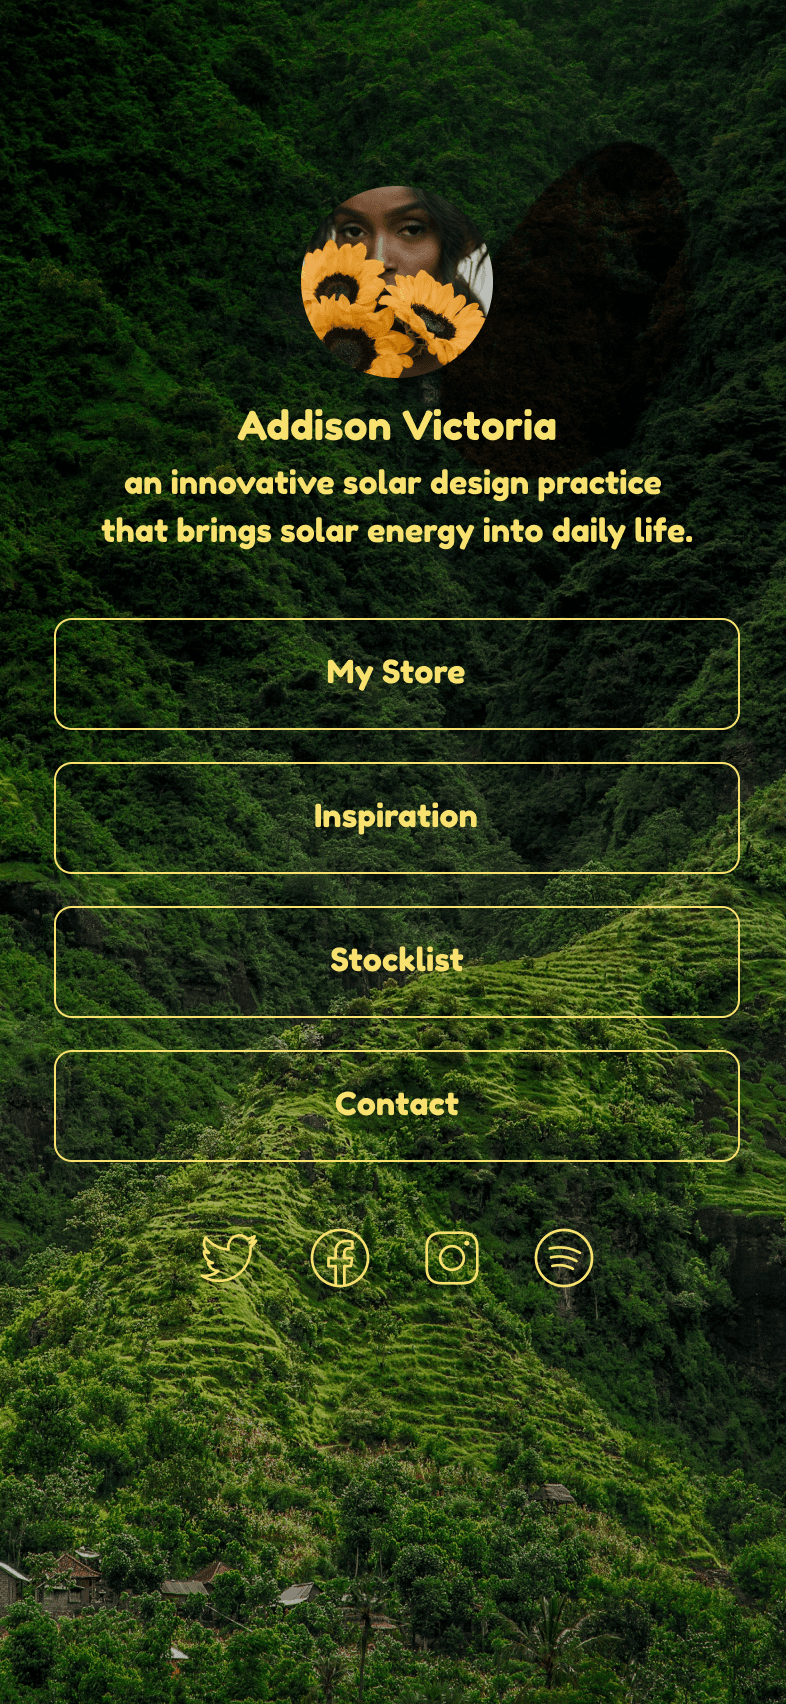 Addison Victoria
an innovative solar design practice
that brings solar energy into daily life.
My Store
Inspiration
Stocklist
Contact